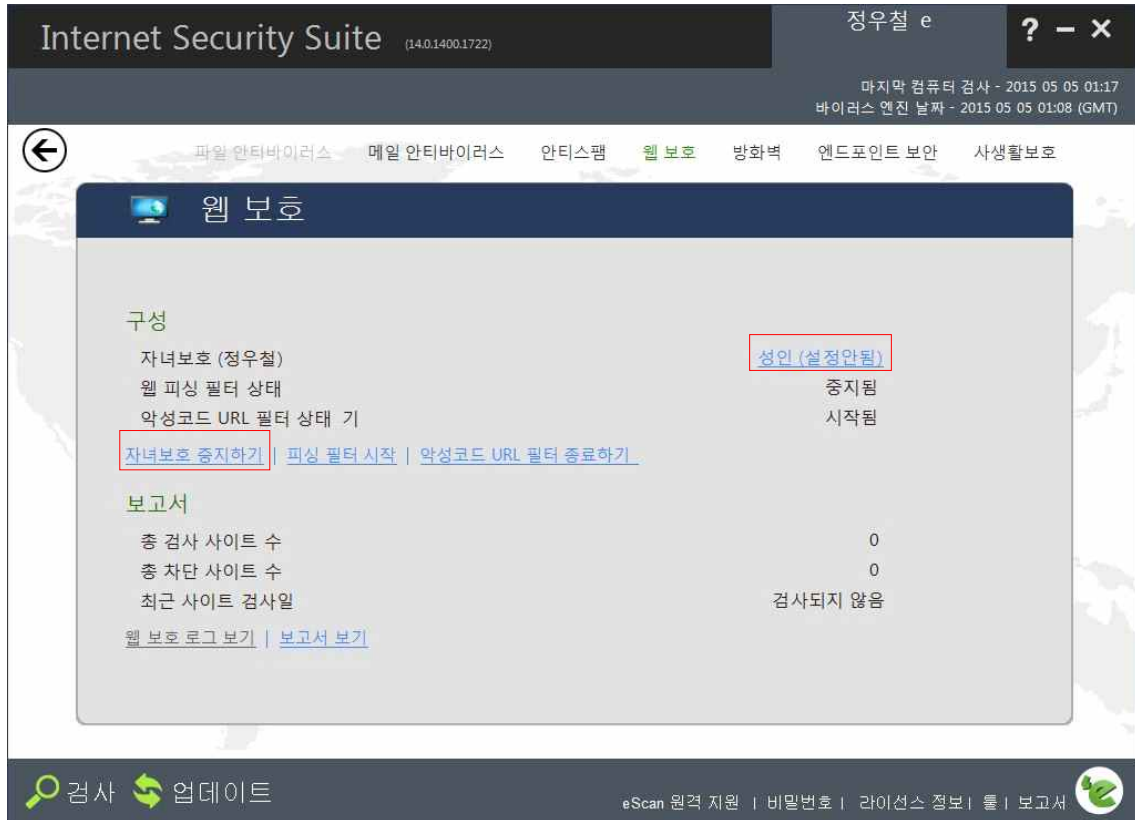 Internet Security Suite (14.0.1400.1722)
정우철 e
? − ×
마지막 컴퓨터 검사 - 2015 05 05 01:17
바이러스 엔진 날짜 - 2015 05 05 01:08 (GMT)
파일 안티바이러스 메일 안티바이러스 안티스팸 웹 보호 방화벽 엔드포인트 보안 사생활보호
웹 보호
구성
자녀보호 (정우철) 성인 (설정안됨)
웹 피싱 필터 상태 중지됨
악성코드 URL 필터 상태 기 시작됨
자녀보호 중지하기 | 피싱 필터 시작 | 악성코드 URL 필터 종료하기
보고서
총 검사 사이트 수 0
총 차단 사이트 수 0
최근 사이트 검사일 검사되지 않음
웹 보호 로그 보기 | 보고서 보기
검사 업데이트
eScan 원격 지원 | 비밀번호 | 라이선스 정보 | 툴 | 보고서